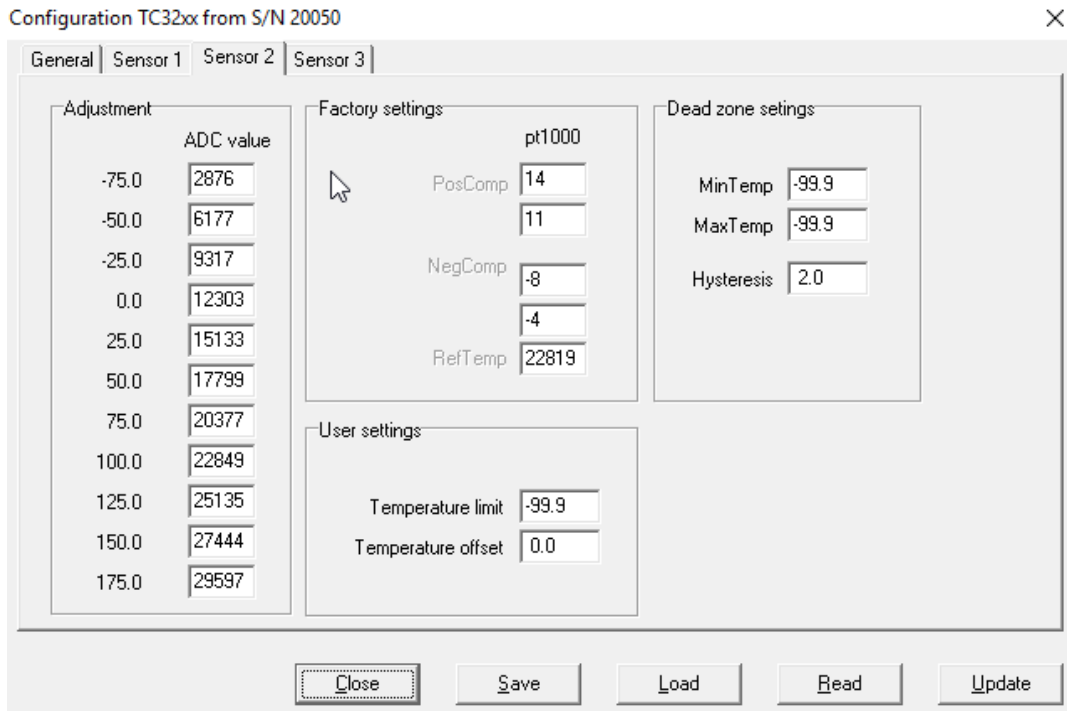 Configuration TC32xx from S/N 20050
General Sensor 1 Sensor 2 Sensor 3
Adjustment
ADC value
-75.0 2876
-50.0 6177
-25.0 9317
0.0 12303
25.0 15133
50.0 17799
75.0 20377
100.0 22849
125.0 25135
150.0 27444
175.0 29597
Factory settings
pt1000
PosComp 14
11
NegComp
-8
-4
RefTemp 22819
User settings
Temperature limit -99.9
Temperature offset 0.0
Dead zone setings
MinTemp -99.9
MaxTemp -99.9
Hysteresis 2.0
Close Save Load Read Update